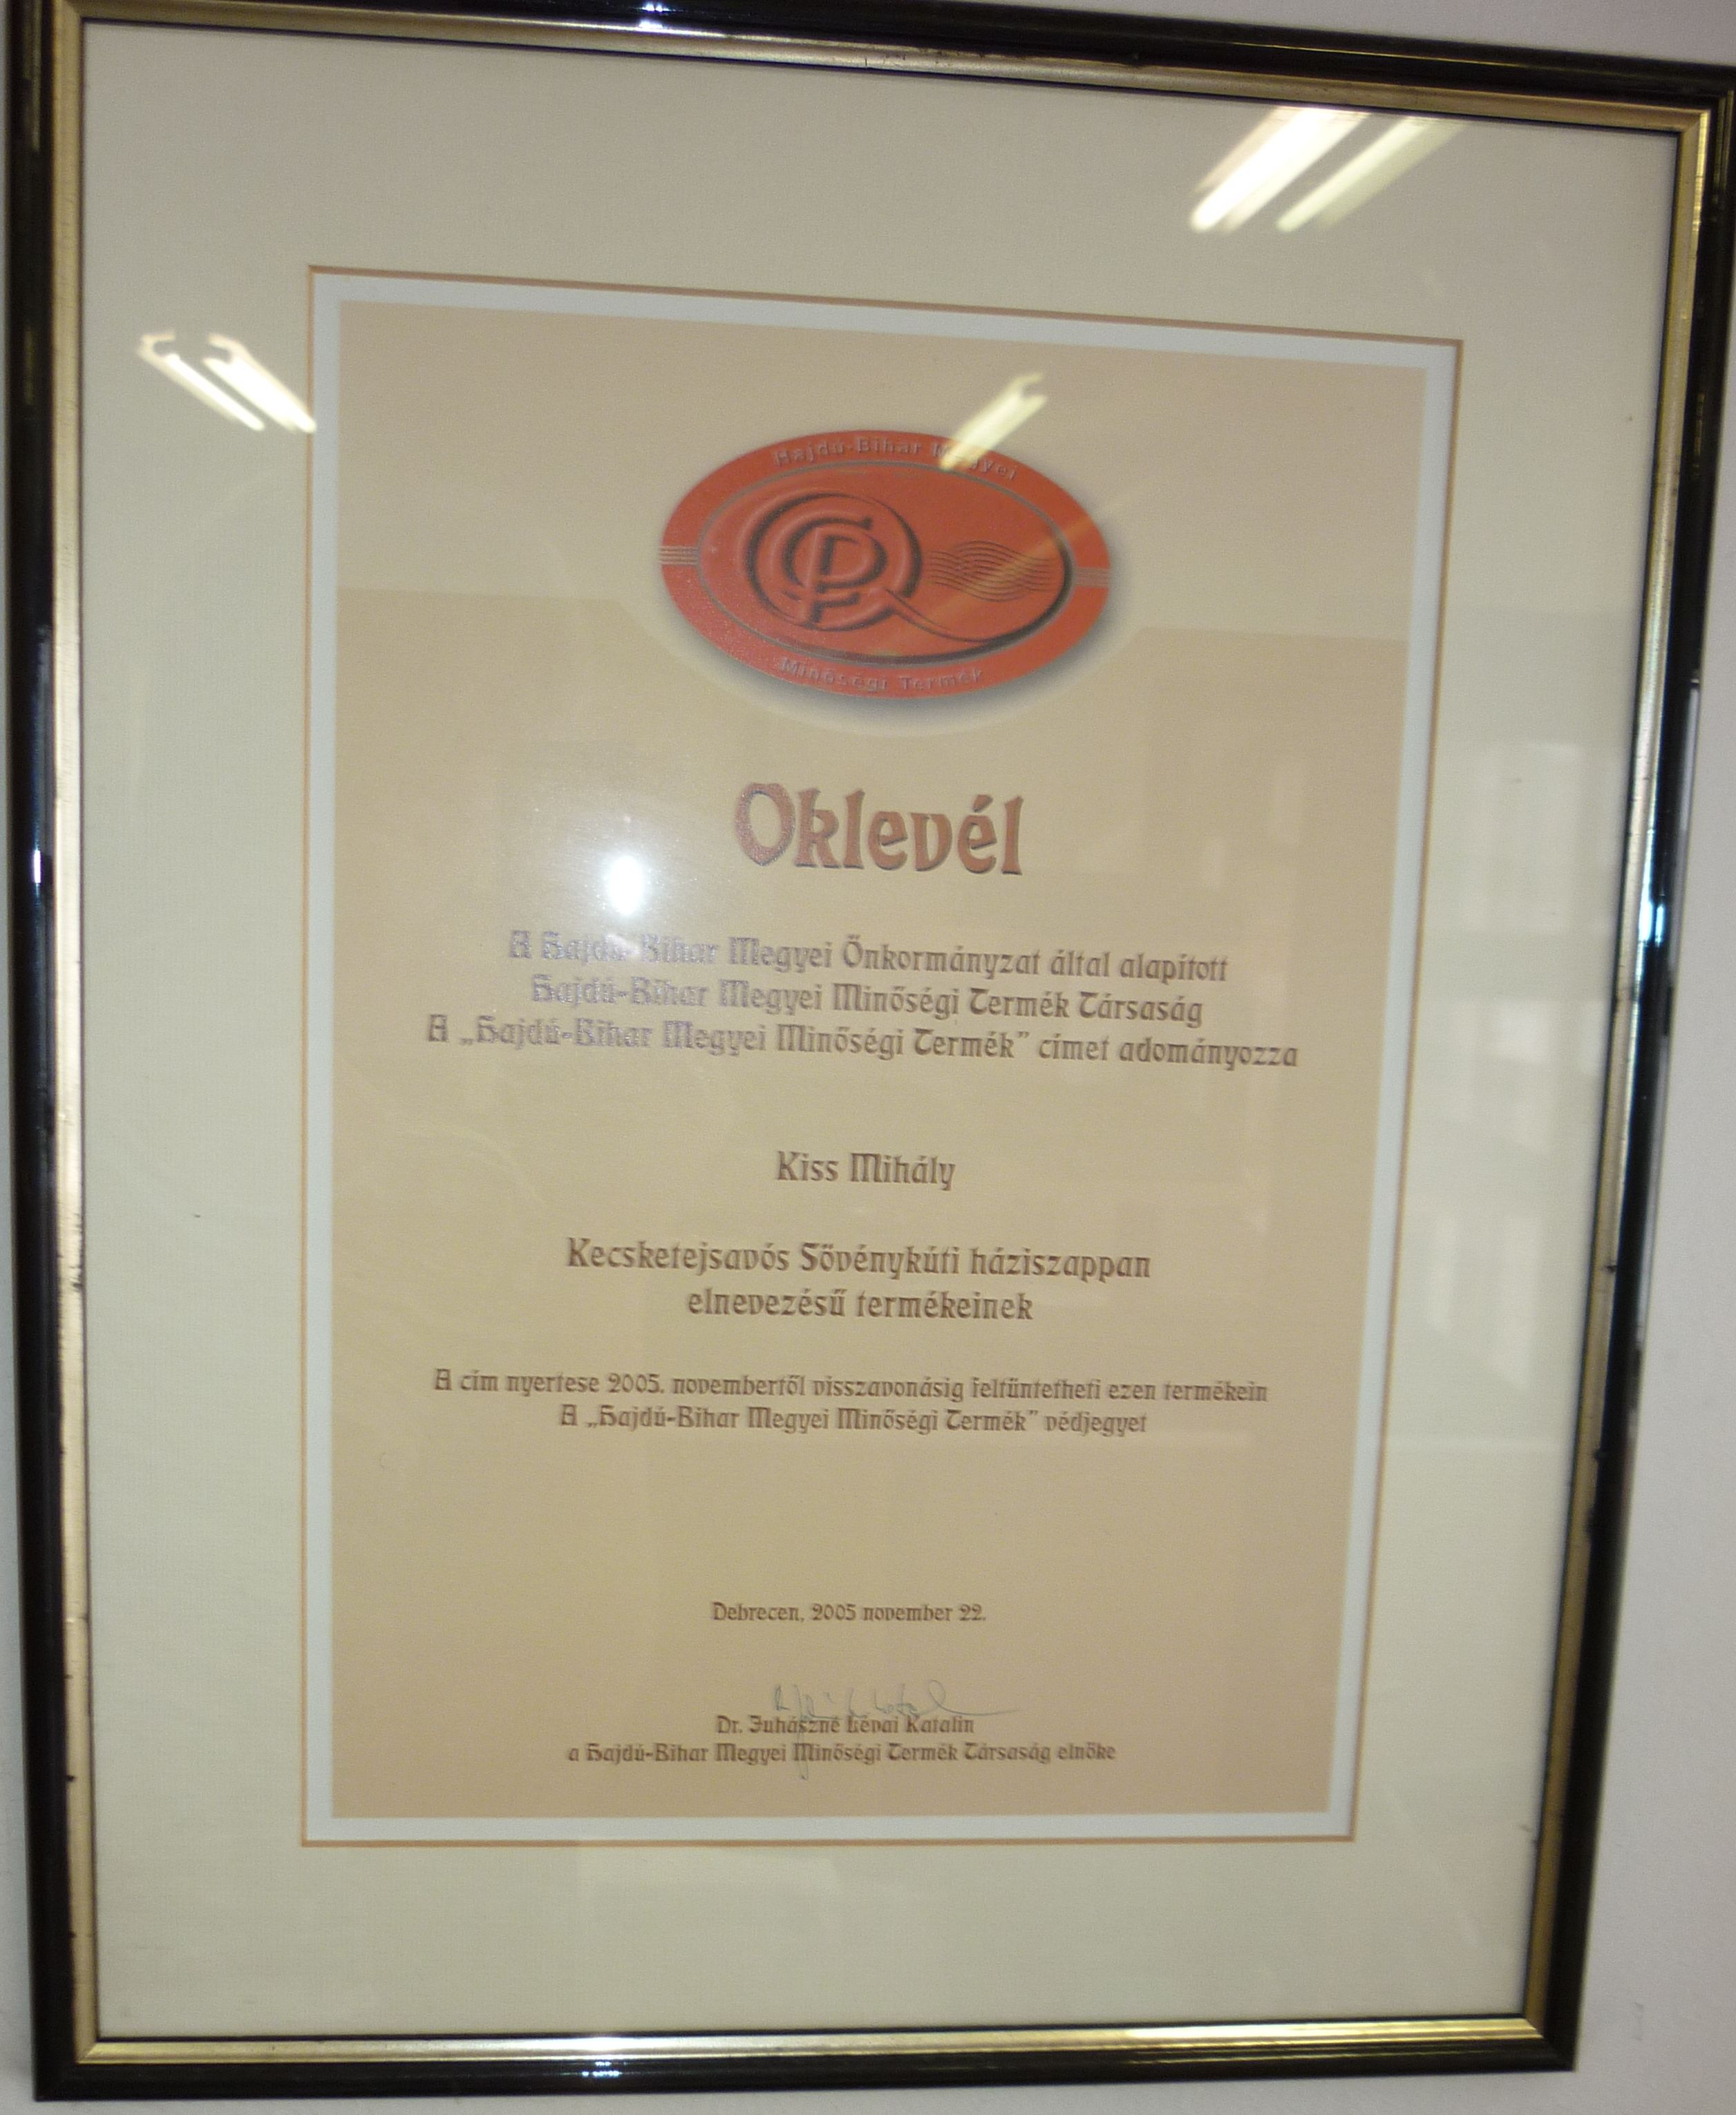 Hajdú-Bihar Megyei
Minőségi Termék
Oklevél
A Hajdú-Bihar Megyei Önkormányzat által alapított
Hajdú-Bihar Megyei Minőségi Termék Társaság
A „Hajdú-Bihar Megyei Minőségi Termék” címet adományozza
Kiss Mihály
Kecsketejsavós Sövénykúti háziszappan
elnevezésű termékeinek
A cím nyertese 2005. novembertől visszavonásig feltüntetheti ezen termékein
A „Hajdú-Bihar Megyei Minőségi Termék” védjegyet
Debrecen, 2005 november 22.
Dr. Juhászné Lévai Katalin
a Hajdú-Bihar Megyei Minőségi Termék Társaság elnöke